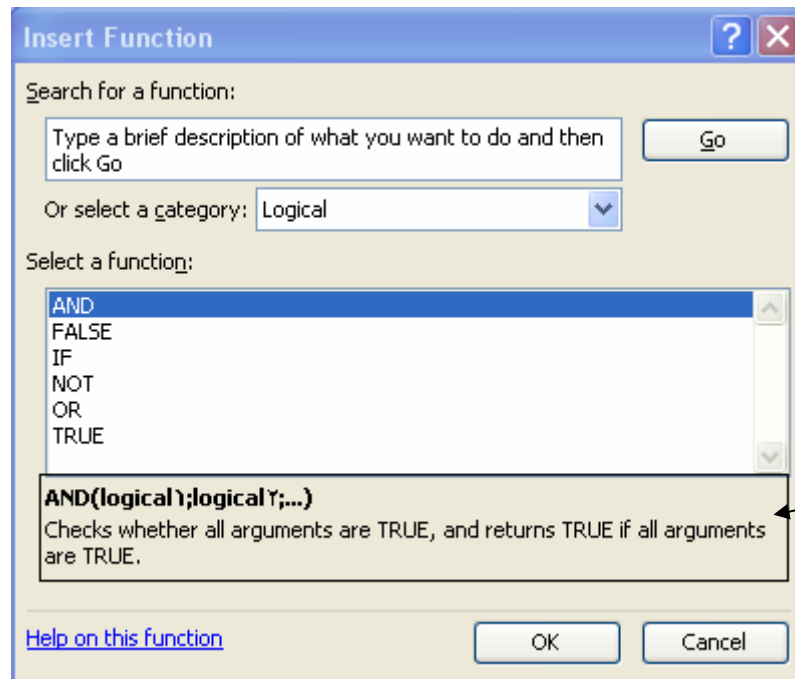 Insert Function
Search for a function:
Type a brief description of what you want to do and then
click Go
Go
Or select a category: Logical
Select a function:
AND
FALSE
IF
NOT
OR
TRUE
AND(logical١;logical٢;...)
Checks whether all arguments are TRUE, and returns TRUE if all arguments
are TRUE.
Help on this function
OK
Cancel